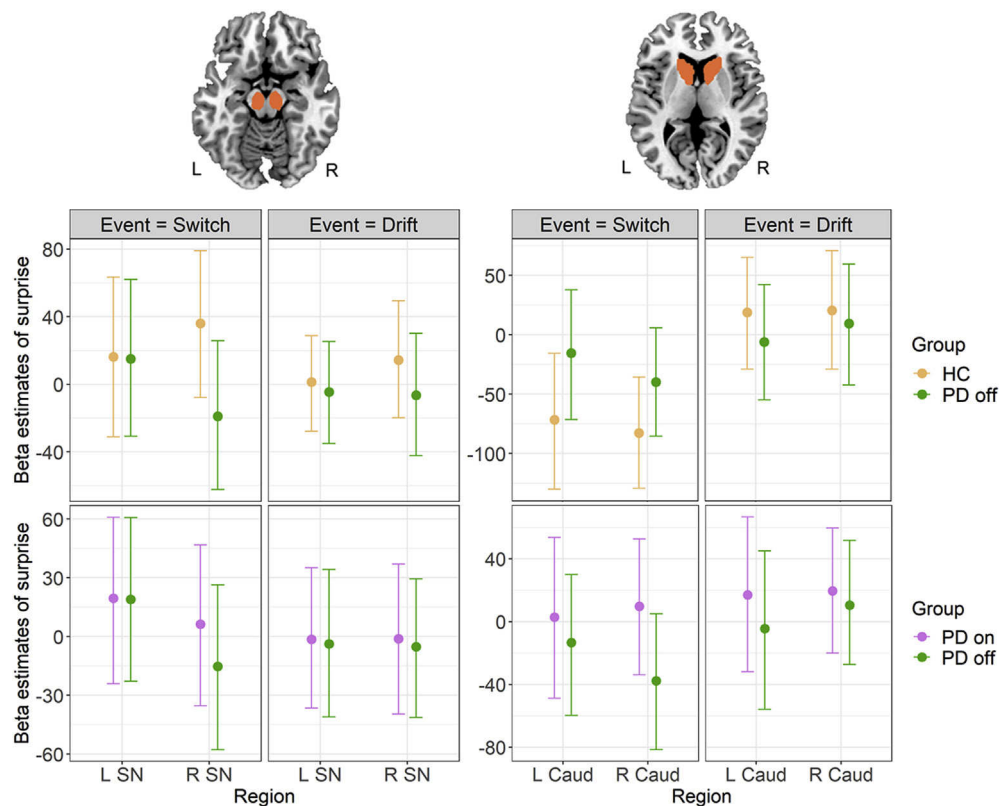 L R
L R
Event = Switch Event = Drift
Event = Switch Event = Drift
Beta estimates of surprise
80
40
0
-40
50
0
-50
-100
Group
HC
PD off
Beta estimates of surprise
60
30
0
-30
-60
40
0
-40
-80
Group
PD on
PD off
L SN R SN L SN R SN
Region
L Caud R Caud L Caud R Caud
Region